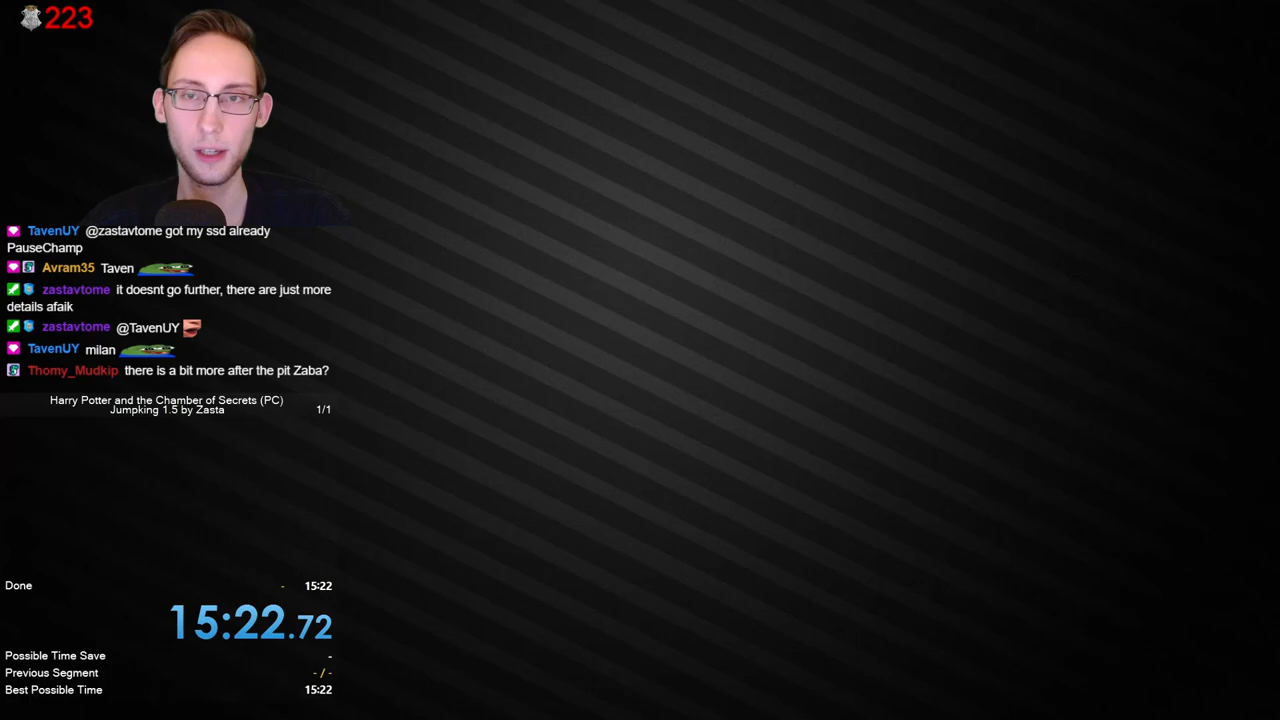 223
TavenUY @zastavtome got my ssd already
PauseChamp
Avram35 Taven
zastavtome it doesnt go further, there are just more
details afaik
zastavtome @TavenUY
TavenUY milan
Thomy_Mudkip there is a bit more after the pit Zaba?
Harry Potter and the Chamber of Secrets (PC)
Jumpking 1.5 by Zasta 1/1
Done - 15:22
15:22.72
Possible Time Save -
Previous Segment - / -
Best Possible Time 15:22